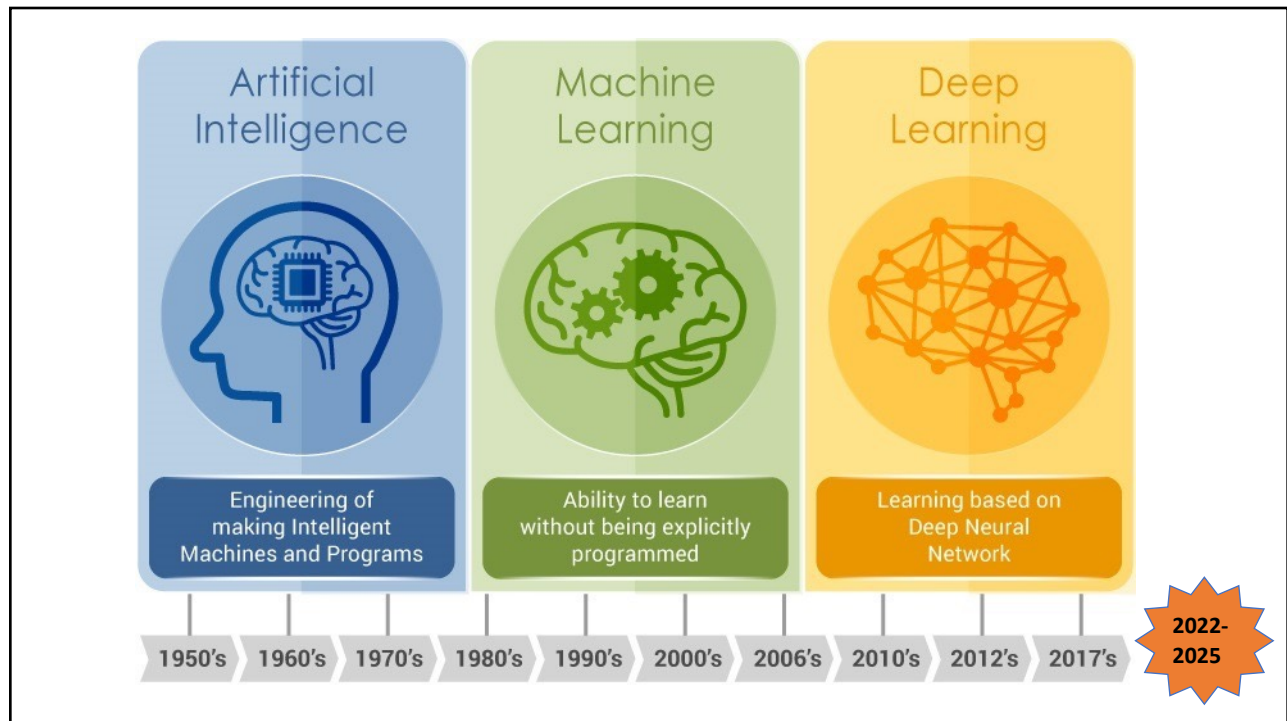 Artificial
Intelligence
Machine
Learning
Deep
Learning
Engineering of
making Intelligent
Machines and Programs
Ability to learn
without being explicitly
programmed
Learning based on
Deep Neural
Network
1950's
1960's
1970's
1980's
1990's
2000's
2006's
2010's
2012's
2017's
2022-
2025